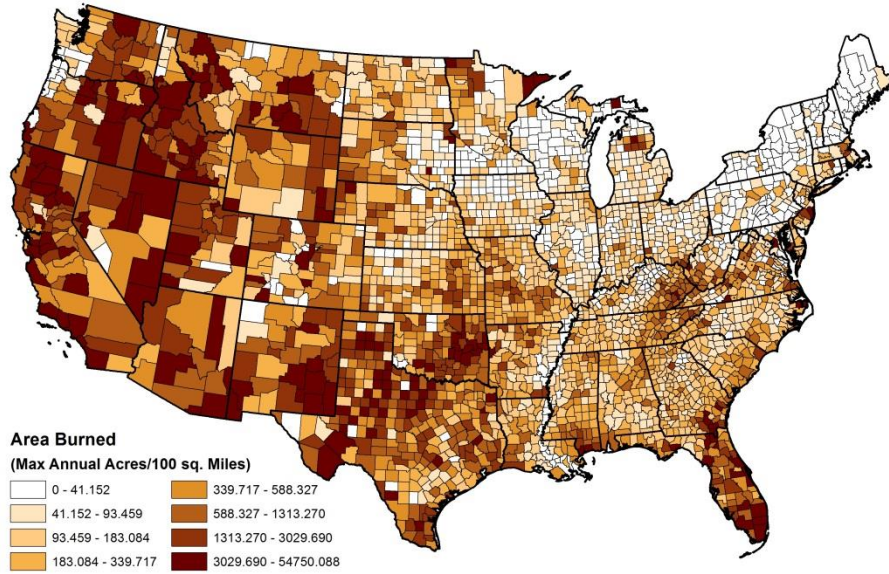 Area Burned
(Max Annual Acres/100 sq. Miles)
0 - 41.152
41.152 - 93.459
93.459 - 183.084
183.084 - 339.717
339.717 - 588.327
588.327 - 1313.270
1313.270 - 3029.690
3029.690 - 54750.088